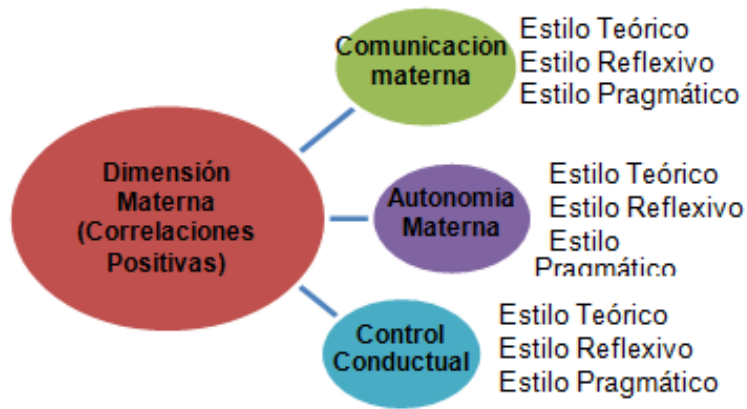 Dimensión
Materna
(Correlaciones
Positivas)
Comunicación
materna
Estilo Teórico
Estilo Reflexivo
Estilo Pragmático
Autonomia
Materna
Estilo Teórico
Estilo Reflexivo
Estilo
Pragmático
Control
Conductual
Estilo Teórico
Estilo Reflexivo
Estilo Pragmático